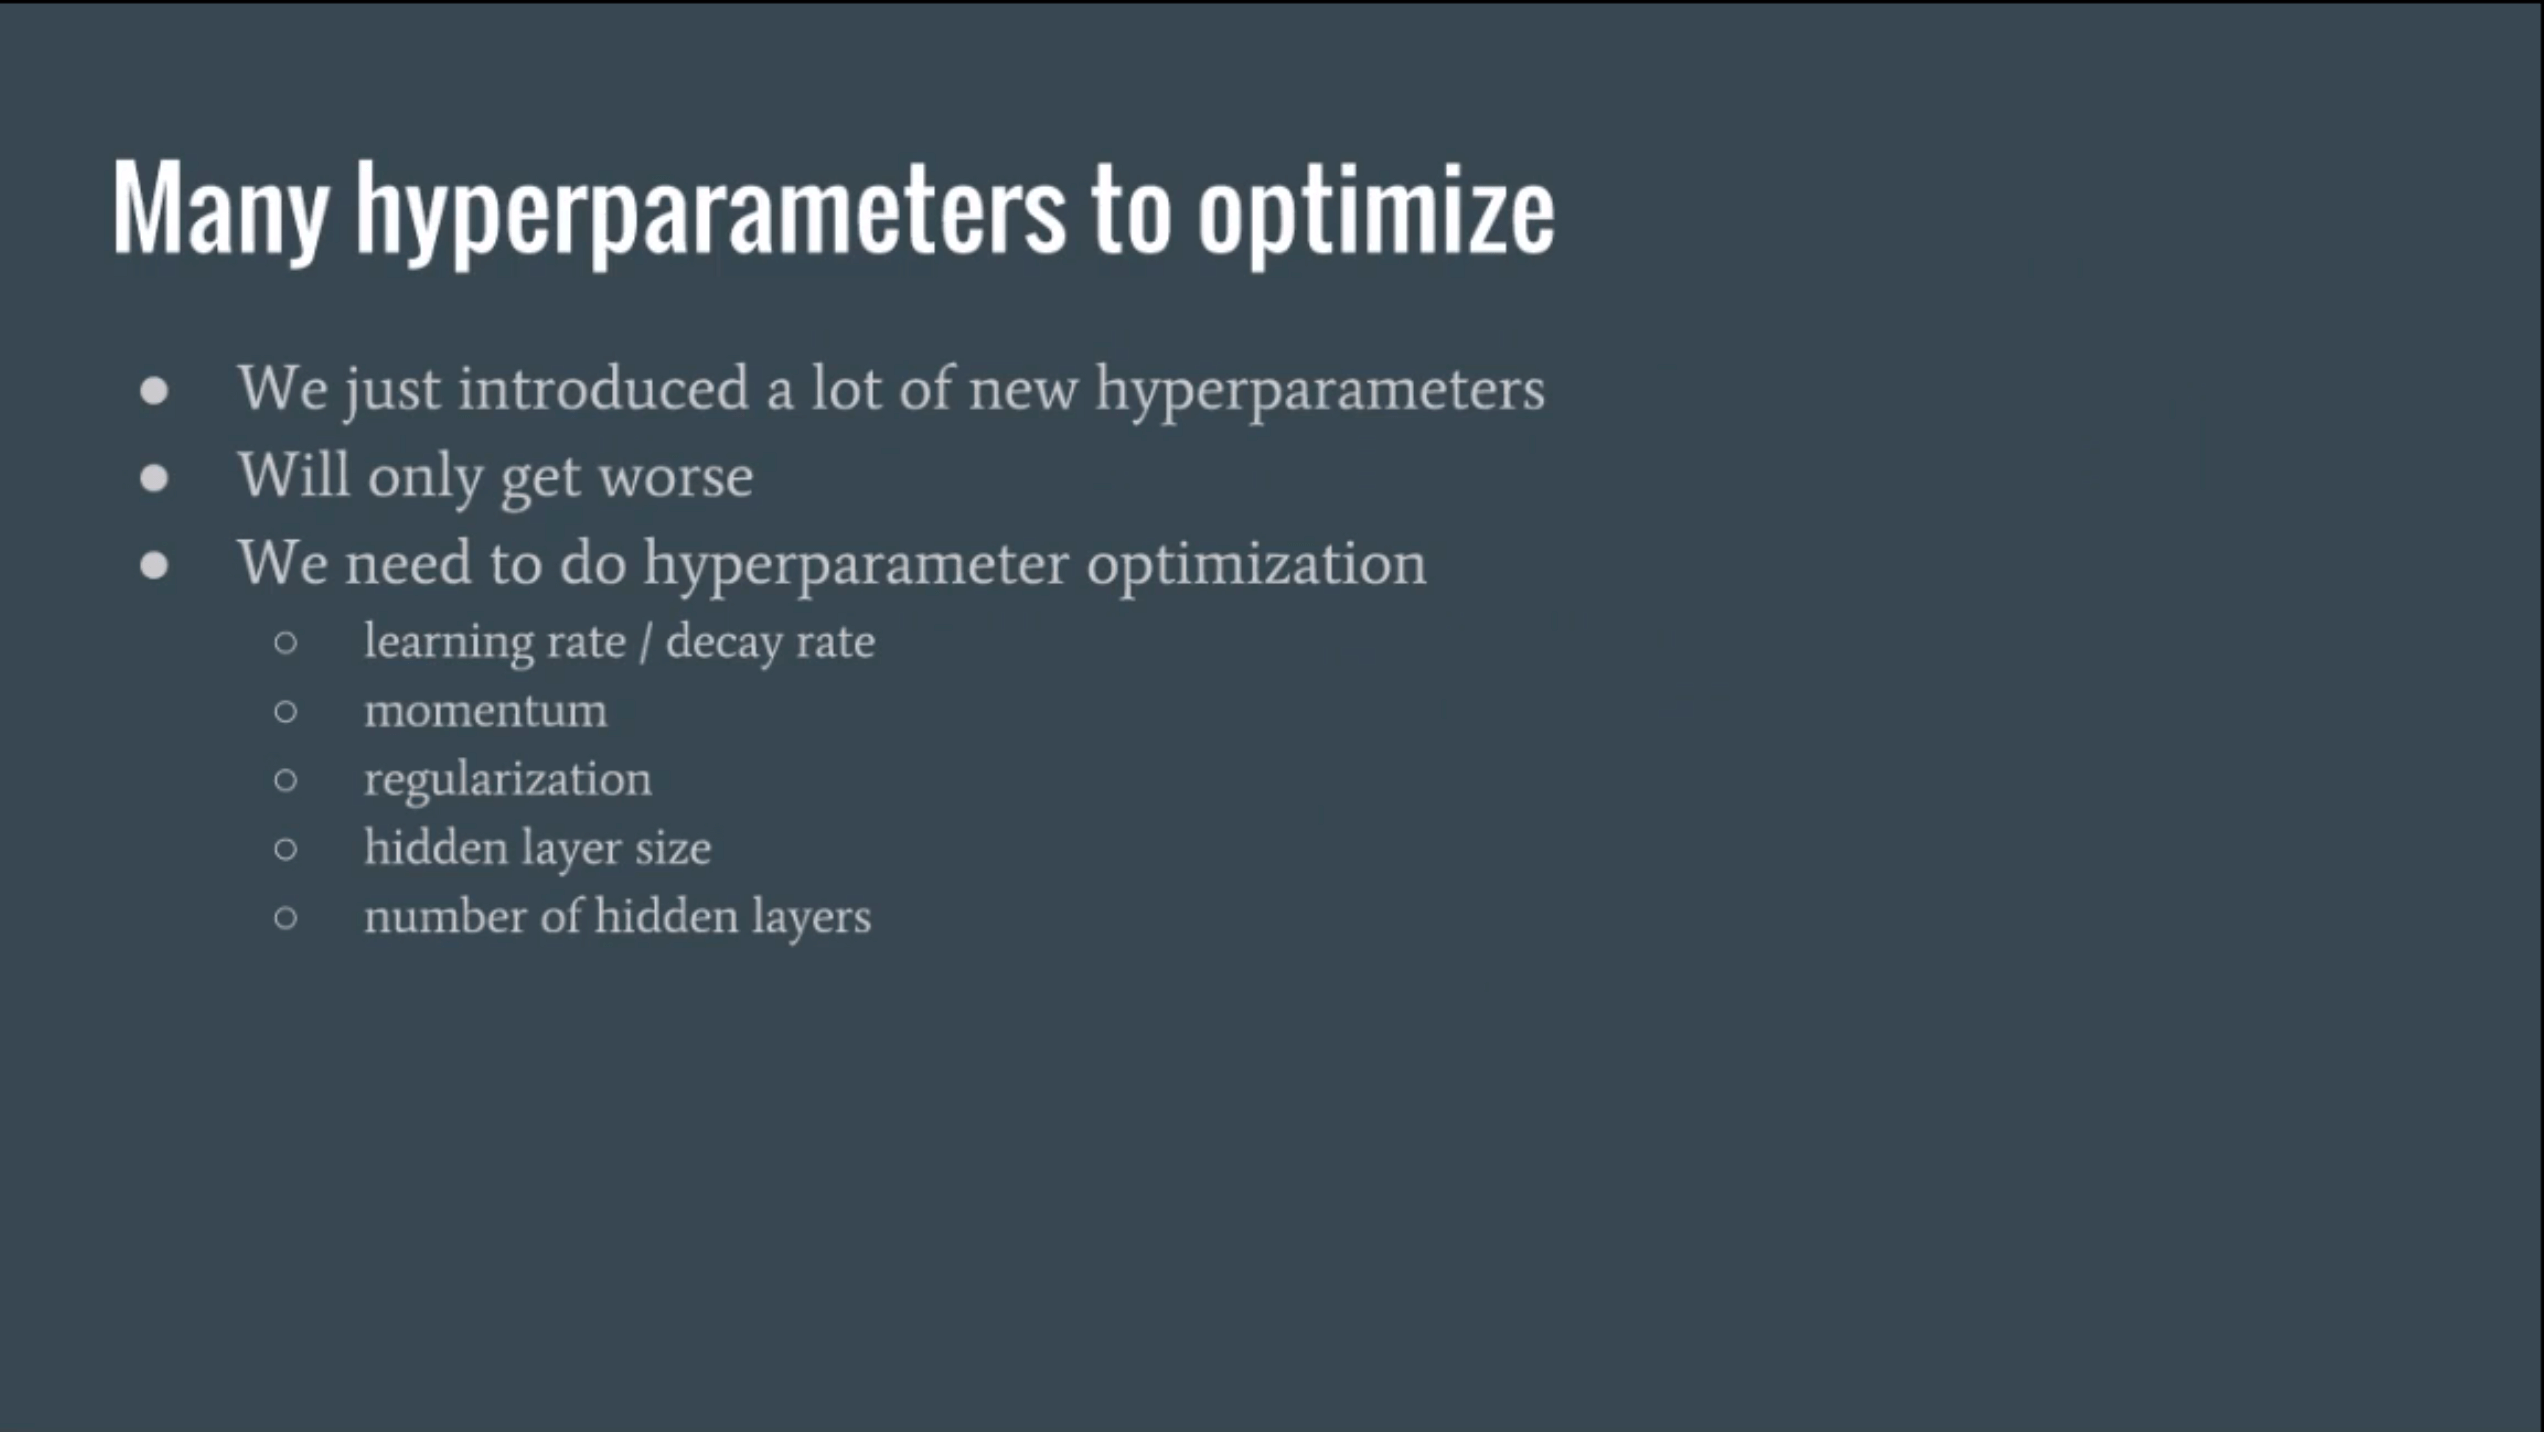 Many hyperparameters to optimize
● We just introduced a lot of new hyperparameters
● Will only get worse
● We need to do hyperparameter optimization
○ learning rate / decay rate
○ momentum
○ regularization
○ hidden layer size
○ number of hidden layers